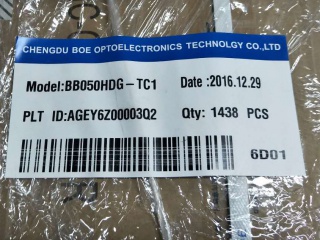 CHENGDU BOE OPTOELECTRONICS TECHNOLGY CO.,LTD
Model:BB050HDG-TC1 Date :2016.12.29
PLT ID:AGEY6Z00003Q2 Qty: 1438 PCS
6D01